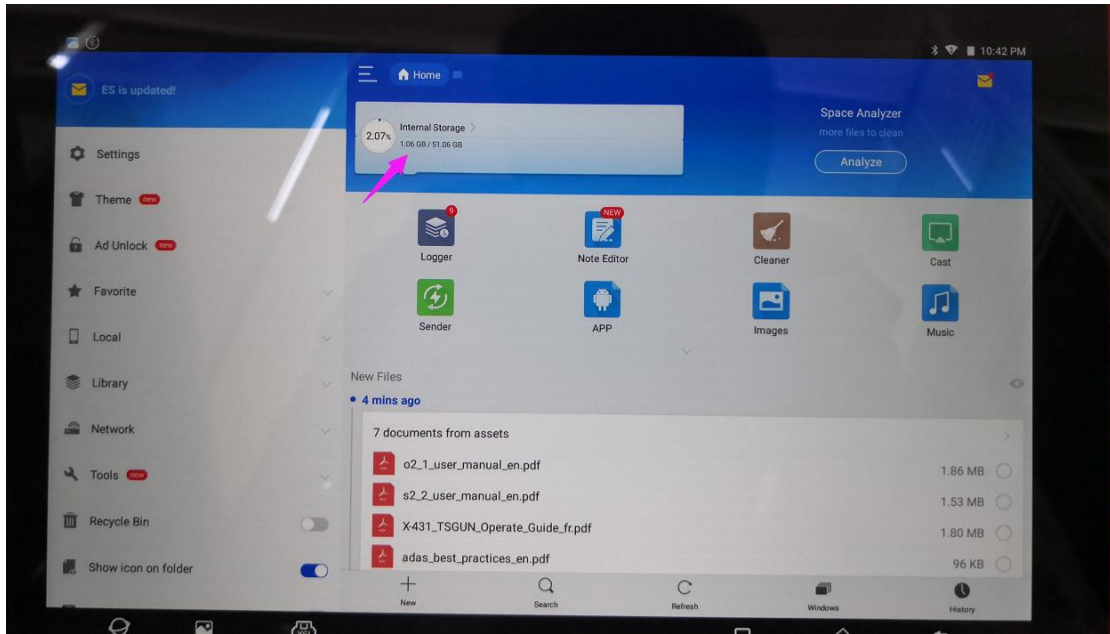 10:42 PM
ES is updated!
Settings
Theme new
Ad Unlock new
Favorite
Local
Library
Network
Tools new
Recycle Bin
Show icon on folder
Home
2.07%
Internal Storage
1.06 GB / 51.06 GB
Space Analyzer
more files to clean
Analyze
9
Logger
NEW
Note Editor
Cleaner
Cast
Sender
APP
Images
Music
New Files
4 mins ago
7 documents from assets
o2_1_user_manual_en.pdf
1.86 MB
s2_2_user_manual_en.pdf
1.53 MB
X-431_TSGUN_Operate_Guide_fr.pdf
1.80 MB
adas_best_practices_en.pdf
96 KB
New
Search
Refresh
Windows
History
VCI